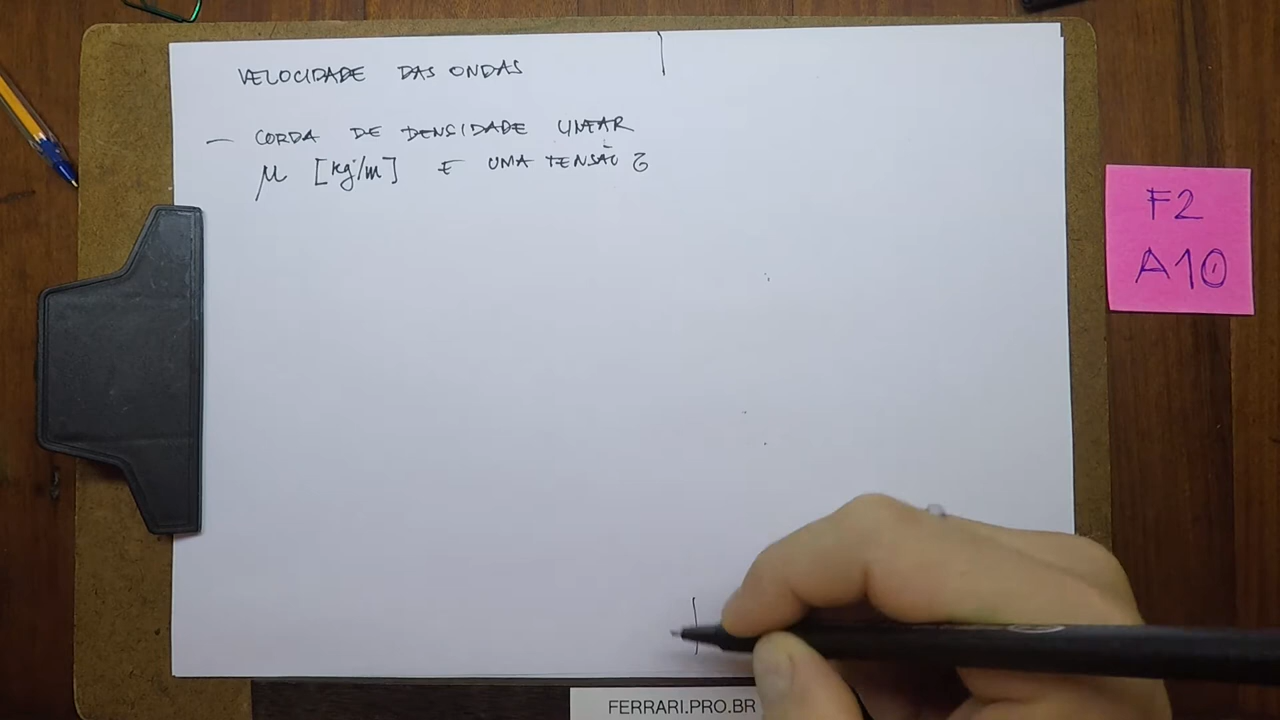 VELOCIDADE DAS ONDAS
— CORDA DE DENSIDADE LINEAR
μ [kg/m] E UMA TENSÃO Z
F2
A10
FERRARI.PRO.BR